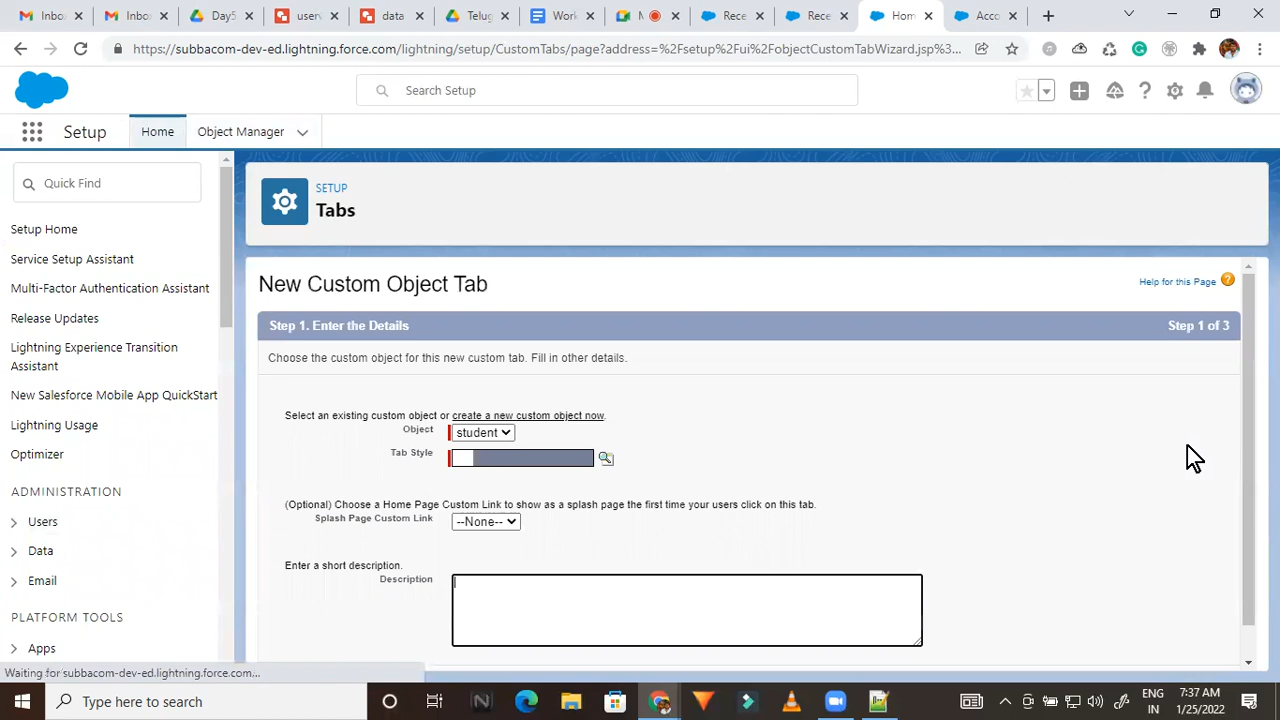 Inbo
Inbo
Day5
user
data
Telug
Work
M
Rece
Rece
Hom
Acco
https://subbacom-dev-ed.lightning.force.com/lightning/setup/CustomTabs/page?address=%2Fsetup%2Fui%2FobjectCustomTabWizard.jsp%3...
Search Setup
Setup
Home
Object Manager
Quick Find
Setup Home
Service Setup Assistant
Multi-Factor Authentication Assistant
Release Updates
Lightning Experience Transition
Assistant
New Salesforce Mobile App QuickStart
Lightning Usage
Optimizer
ADMINISTRATION
Users
Data
Email
PLATFORM TOOLS
Apps
SETUP
Tabs
New Custom Object Tab
Help for this Page
Step 1. Enter the Details
Step 1 of 3
Choose the custom object for this new custom tab. Fill in other details.
Select an existing custom object or create a new custom object now.
Object
student
Tab Style
(Optional) Choose a Home Page Custom Link to show as a splash page the first time your users click on this tab.
Splash Page Custom Link
--None--
Enter a short description.
Description
Waiting for subbacom-dev-ed.lightning.force.com...
Type here to search
ENG
IN
7:37 AM
1/25/2022